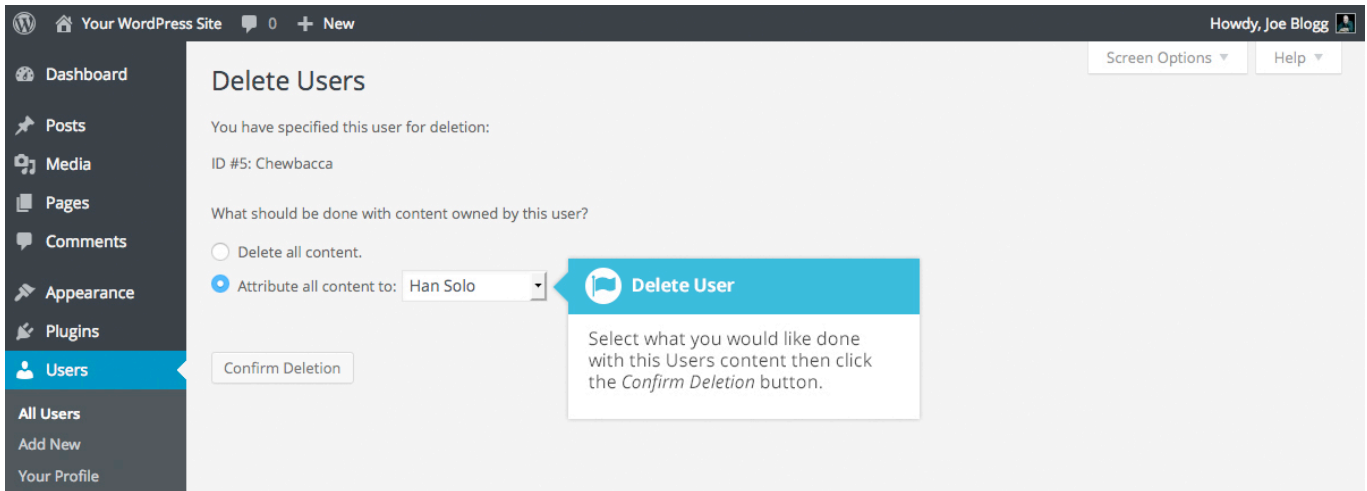 Your WordPress Site 0 + New Howdy, Joe Blogg
Screen Options Help
Dashboard
Posts
Media
Pages
Comments
Appearance
Plugins
Users
All Users
Add New
Your Profile
Delete Users
You have specified this user for deletion:
ID #5: Chewbacca
What should be done with content owned by this user?
Delete all content.
Attribute all content to: Han Solo
Confirm Deletion
Delete User
Select what you would like done
with this Users content then click
the Confirm Deletion button.